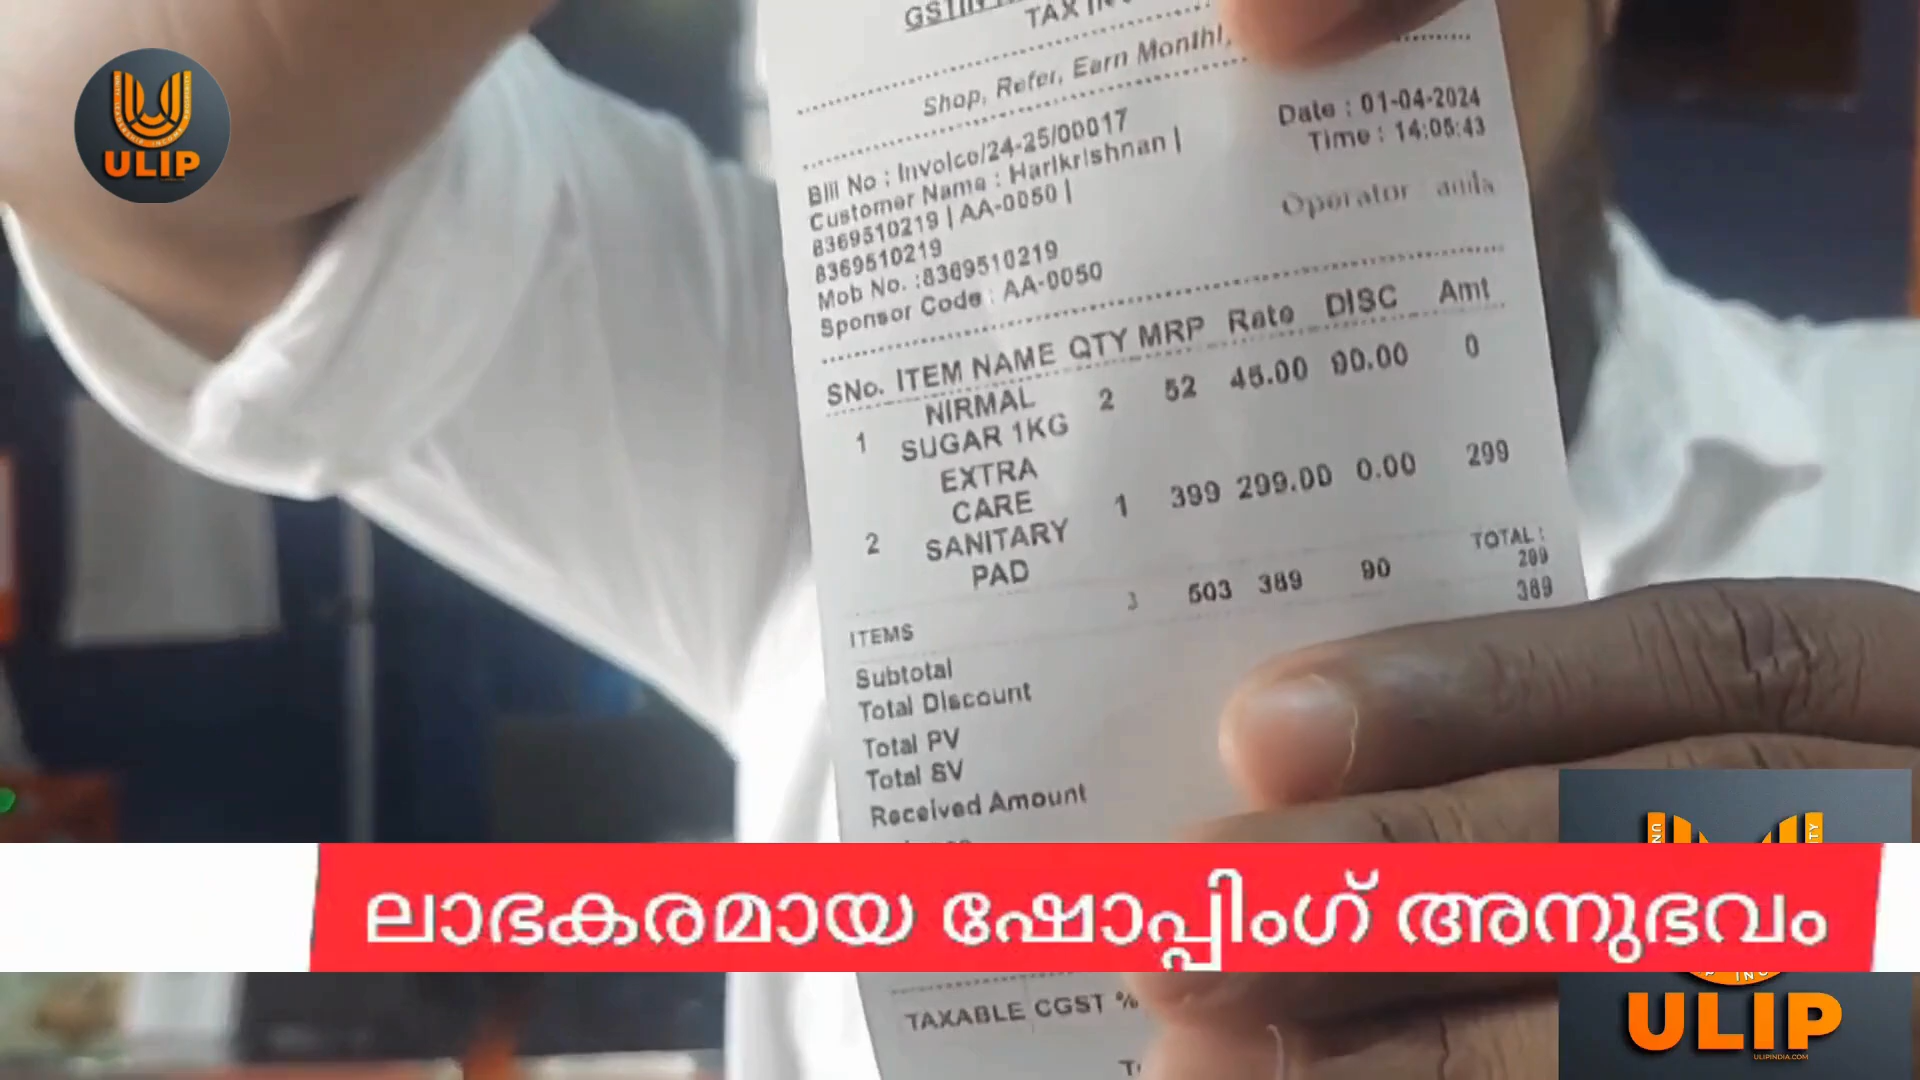 ULIP
GSTIN
TAX IN
Shop, Refer, Earn Monthl
Bill No : Invoice/24-25/00017
Date : 01-04-2024
Customer Name : Harikrishnan |
Time : 14:05:43
8369510219 | AA-0050 |
8369510219
Operator anila
Mob No. :8369510219
Sponsor Code : AA-0050
SNo. ITEM NAME QTY MRP Rate DISC Amt
1 NIRMAL SUGAR 1KG 2 52 45.00 90.00 0
2 EXTRA CARE SANITARY PAD 1 399 299.00 0.00 299
TOTAL :
ITEMS 3 503 389 90 299
389
Subtotal
Total Discount
Total PV
Total SV
Received Amount
ലാഭകരമായ ഷോപ്പിംഗ് അനുഭവം
TAXABLE CGST %
ULIP
ULIPINDIA.COM